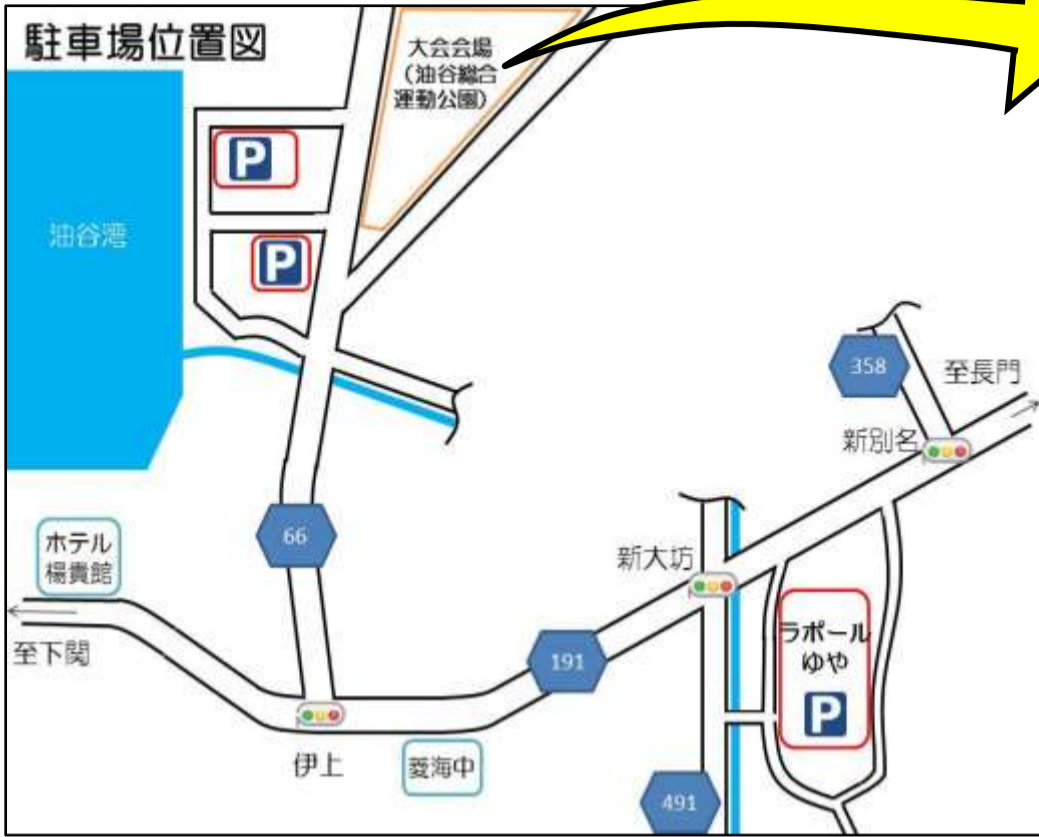 駐車場位置図
大会会場
（油谷総合
運動公園）
P
油谷湾
P
358
至長門
新別名
66
ホテル
楊貴館
新大坊
至下関
191
ラポール
ゆや
P
伊上
菱海中
491